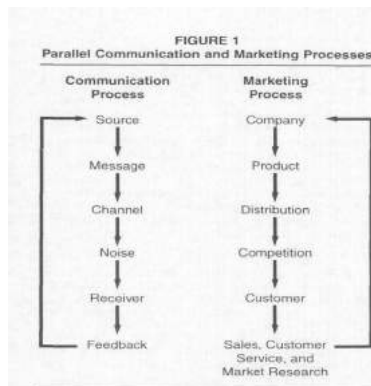 FIGURE 1
Parallel Communication and Marketing Processes
Communication Process
Marketing Process
Source
Company
Message
Product
Channel
Distribution
Noise
Competition
Receiver
Customer
Feedback
Sales, Customer
Service, and
Market Research